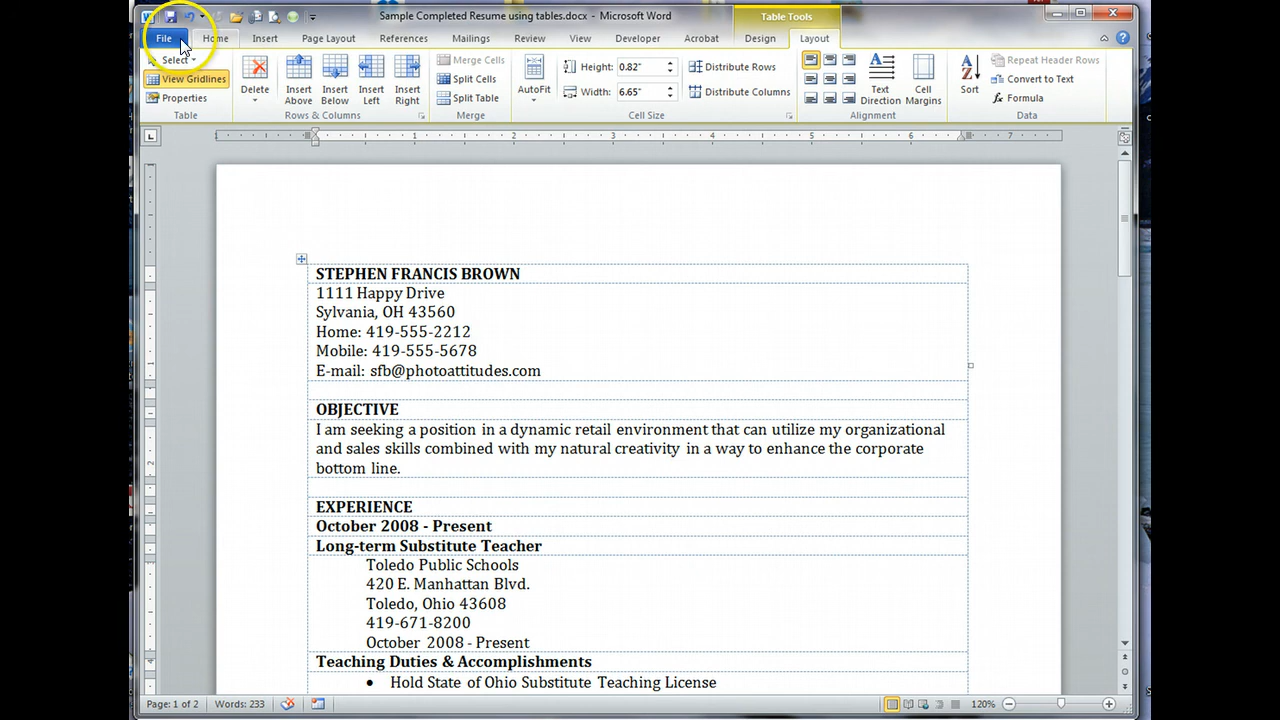 Sample Completed Resume using tables.docx - Microsoft Word
Table Tools
File
Home
Insert
Page Layout
References
Mailings
Review
View
Developer
Acrobat
Design
Layout
Select
View Gridlines
Properties
Table
Delete
Insert Above
Insert Below
Insert Left
Insert Right
Rows & Columns
Merge Cells
Split Cells
Split Table
Merge
AutoFit
Height: 0.82"
Width: 6.65"
Distribute Rows
Distribute Columns
Cell Size
Text Direction
Cell Margins
Alignment
Sort
Repeat Header Rows
Convert to Text
Formula
Data
1 1 2 3 4 5 6 7
STEPHEN FRANCIS BROWN
1111 Happy Drive
Sylvania, OH 43560
Home: 419-555-2212
Mobile: 419-555-5678
E-mail: sfb@photoattitudes.com
OBJECTIVE
I am seeking a position in a dynamic retail environment that can utilize my organizational
and sales skills combined with my natural creativity in a way to enhance the corporate
bottom line.
EXPERIENCE
October 2008 - Present
Long-term Substitute Teacher
Toledo Public Schools
420 E. Manhattan Blvd.
Toledo, Ohio 43608
419-671-8200
October 2008 - Present
Teaching Duties & Accomplishments
• Hold State of Ohio Substitute Teaching License
Page: 1 of 2
Words: 233
120%